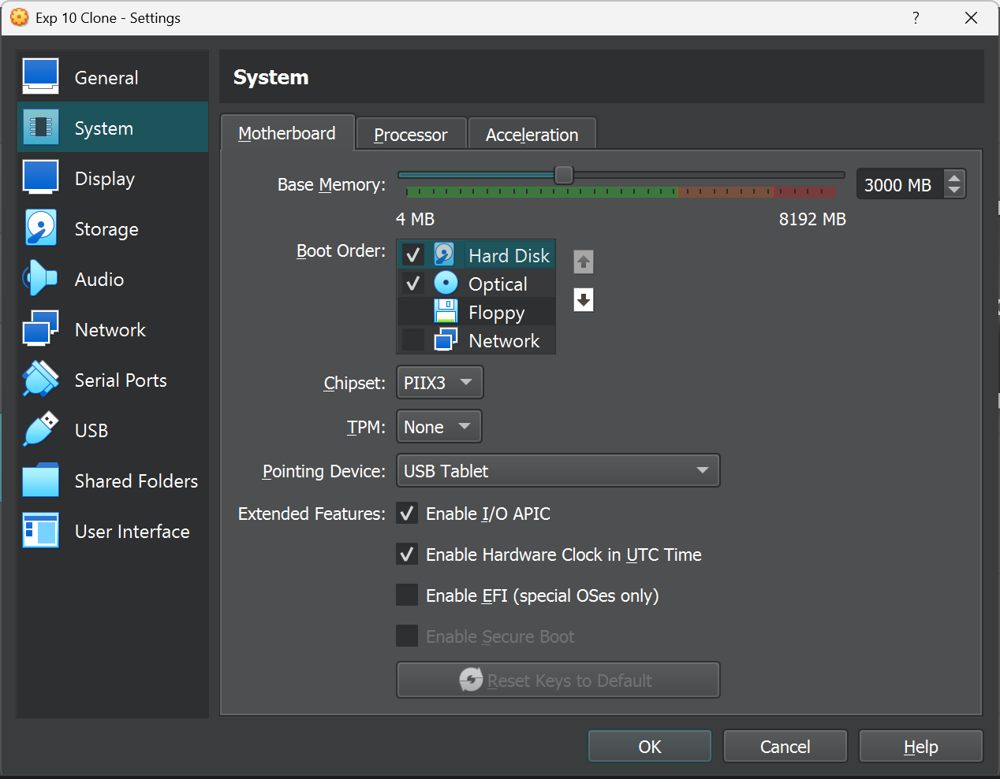 Exp 10 Clone - Settings
?
General
System
Display
Storage
Audio
Network
Serial Ports
USB
Shared Folders
User Interface
System
Motherboard
Processor
Acceleration
Base Memory:
3000 MB
4 MB
8192 MB
Boot Order:
Hard Disk
Optical
Floppy
Network
Chipset:
PIIX3
TPM:
None
Pointing Device:
USB Tablet
Extended Features:
Enable I/O APIC
Enable Hardware Clock in UTC Time
Enable EFI (special OSes only)
Enable Secure Boot
Reset Keys to Default
OK
Cancel
Help